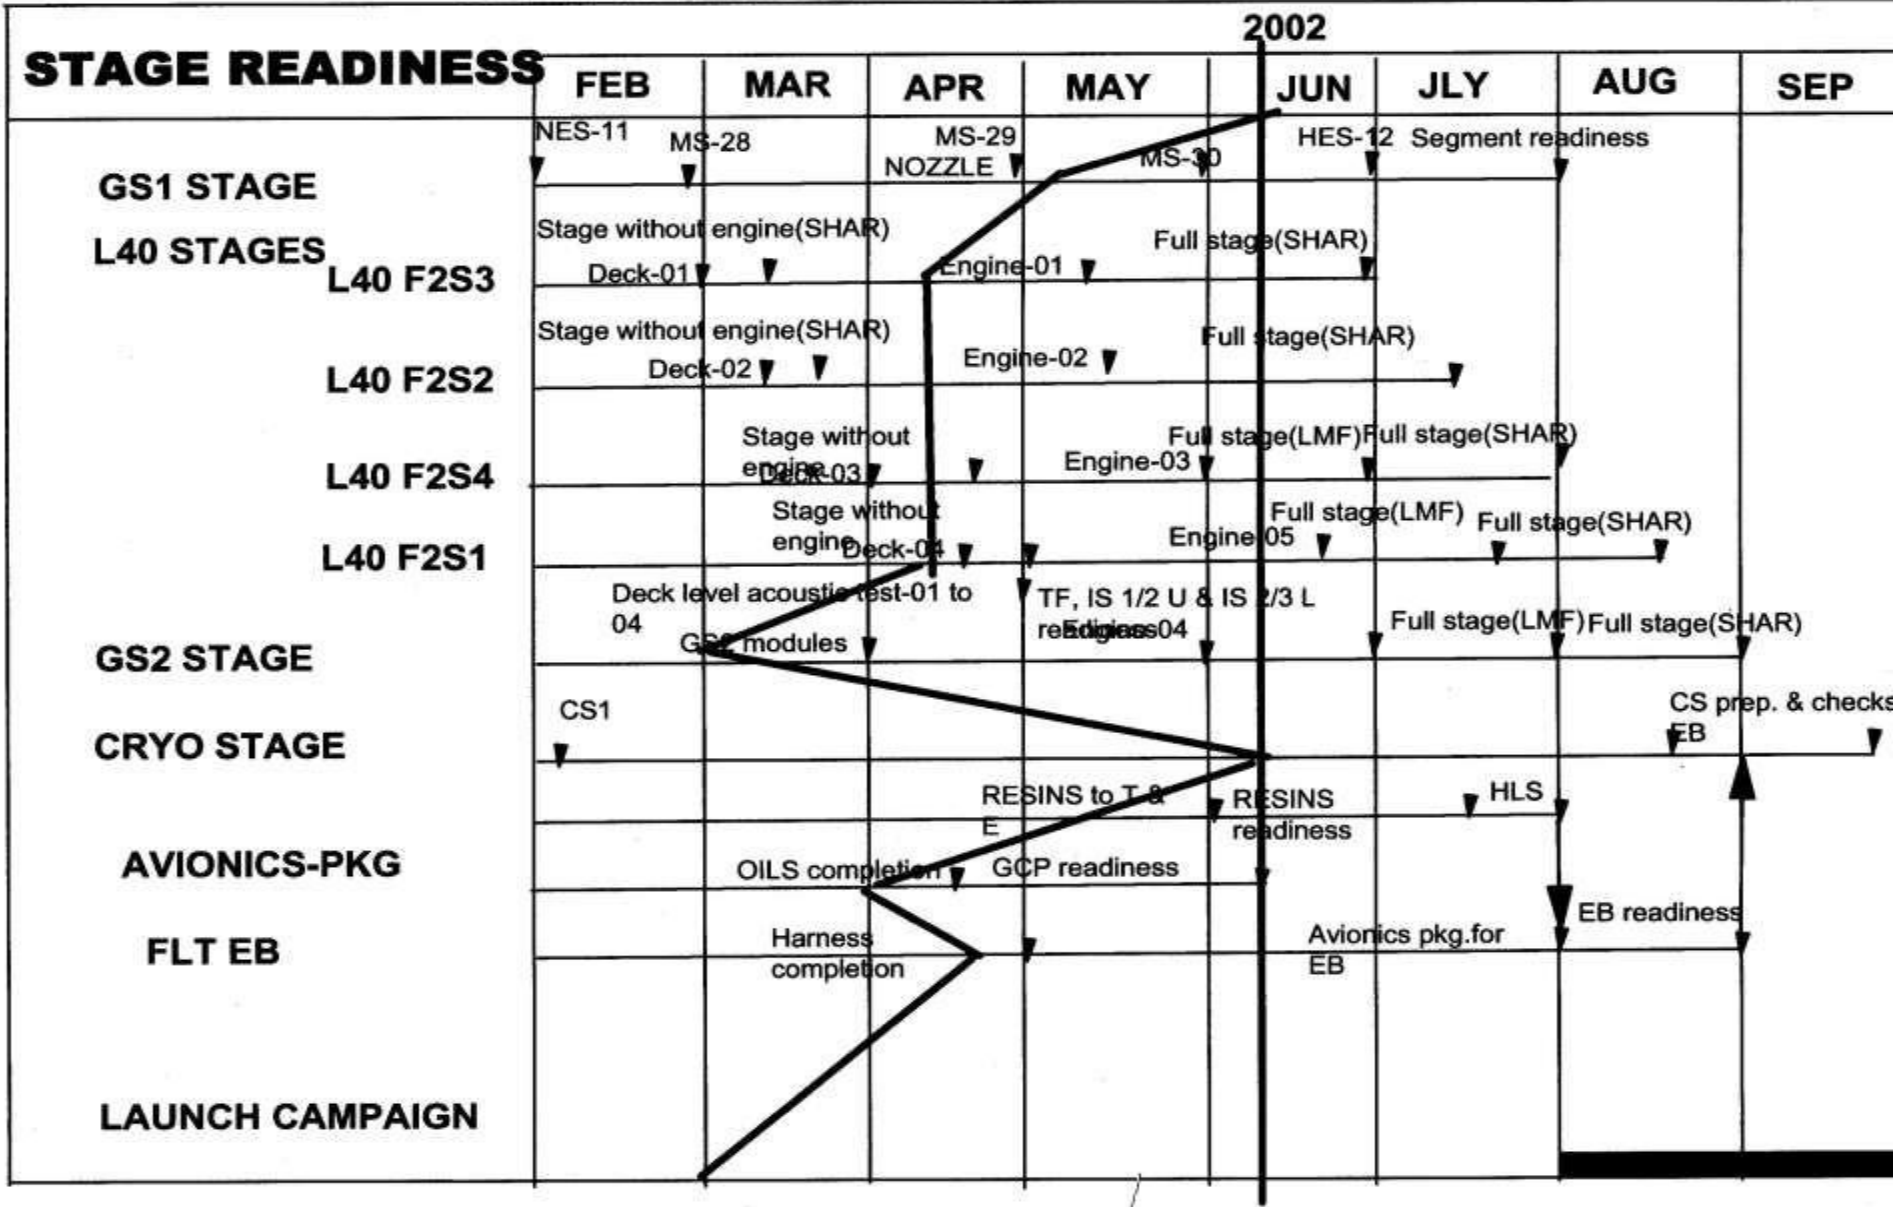 2002
STAGE READINESS
FEB MAR APR MAY JUN JLY AUG SEP
NES-11
MS-28
MS-29
NOZZLE
MS-30
HES-12
Segment readiness
GS1 STAGE
L40 STAGES
Stage without engine(SHAR)
Full stage(SHAR)
L40 F2S3
Deck-01
Engine-01
Stage without engine(SHAR)
Full stage(SHAR)
L40 F2S2
Deck-02
Engine-02
Stage without
engine
Full stage(LMF)
Full stage(SHAR)
L40 F2S4
Deck-03
Engine-03
Stage without
engine
Full stage(LMF)
Full stage(SHAR)
L40 F2S1
Deck-04
Engine-05
Deck level acoustic test-01 to
04
TF, IS 1/2 U & IS 2/3 L
readiness
Engine-04
Full stage(LMF)
Full stage(SHAR)
GS2 STAGE
GS2 modules
CS1
CS prep. & checks
EB
CRYO STAGE
RESINS to T &
E
RESINS
readiness
HLS
AVIONICS-PKG
OILS completion
GCP readiness
FLT EB
Harness
completion
Avionics pkg.for
EB
EB readiness
LAUNCH CAMPAIGN